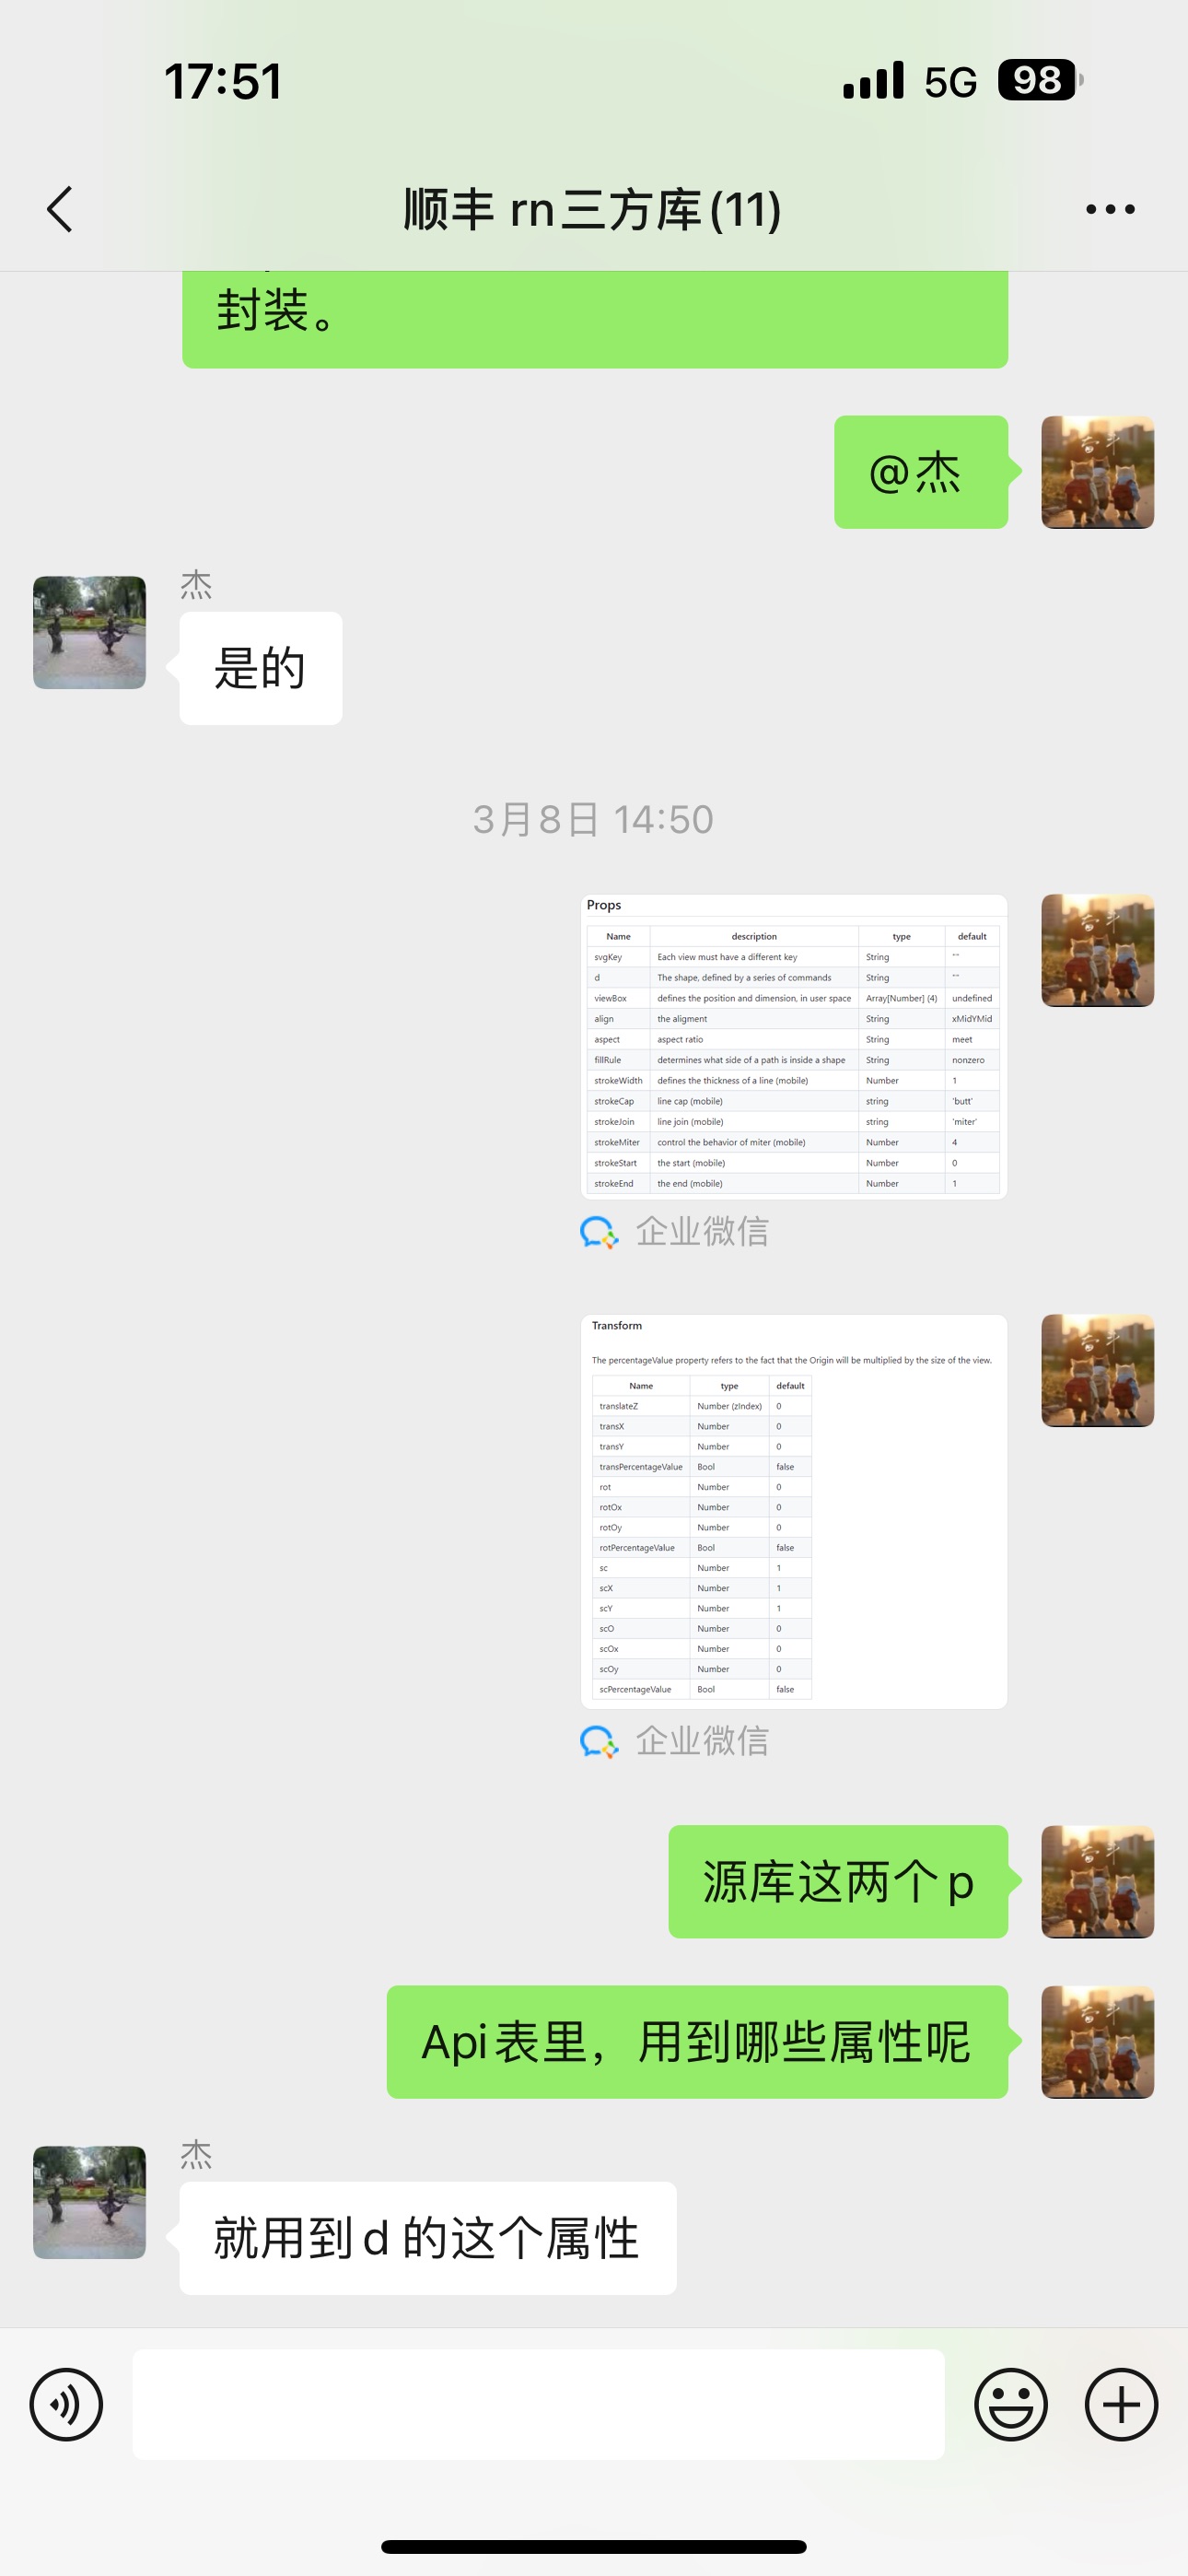 17:51
5G 98
顺丰 rn三方库(11)
封装。
@杰
杰
是的
3月8日 14:50
Props
Name description type default
svgKey Each view must have a different key String ""
d The shape, defined by a series of commands String ""
viewBox defines the position and dimension, in user space Array[Number] (4) undefined
align the aligment String xMidYMid
aspect aspect ratio String meet
fillRule determines what side of a path is inside a shape String nonzero
strokeWidth defines the thickness of a line (mobile) Number 1
strokeCap line cap (mobile) string 'butt'
strokeJoin line join (mobile) string 'miter'
strokeMiter control the behavior of miter (mobile) Number 4
strokeStart the start (mobile) Number 0
strokeEnd the end (mobile) Number 1
企业微信
Transform
The percentageValue property refers to the fact that the Origin will be multiplied by the size of the view.
Name type default
translateZ Number (zIndex) 0
transX Number 0
transY Number 0
transPercentageValue Bool false
rot Number 0
rotOx Number 0
rotOy Number 0
rotPercentageValue Bool false
sc Number 1
scX Number 1
scY Number 1
scO Number 0
scOx Number 0
scOy Number 0
scPercentageValue Bool false
企业微信
源库这两个p
Api表里，用到哪些属性呢
杰
就用到d 的这个属性